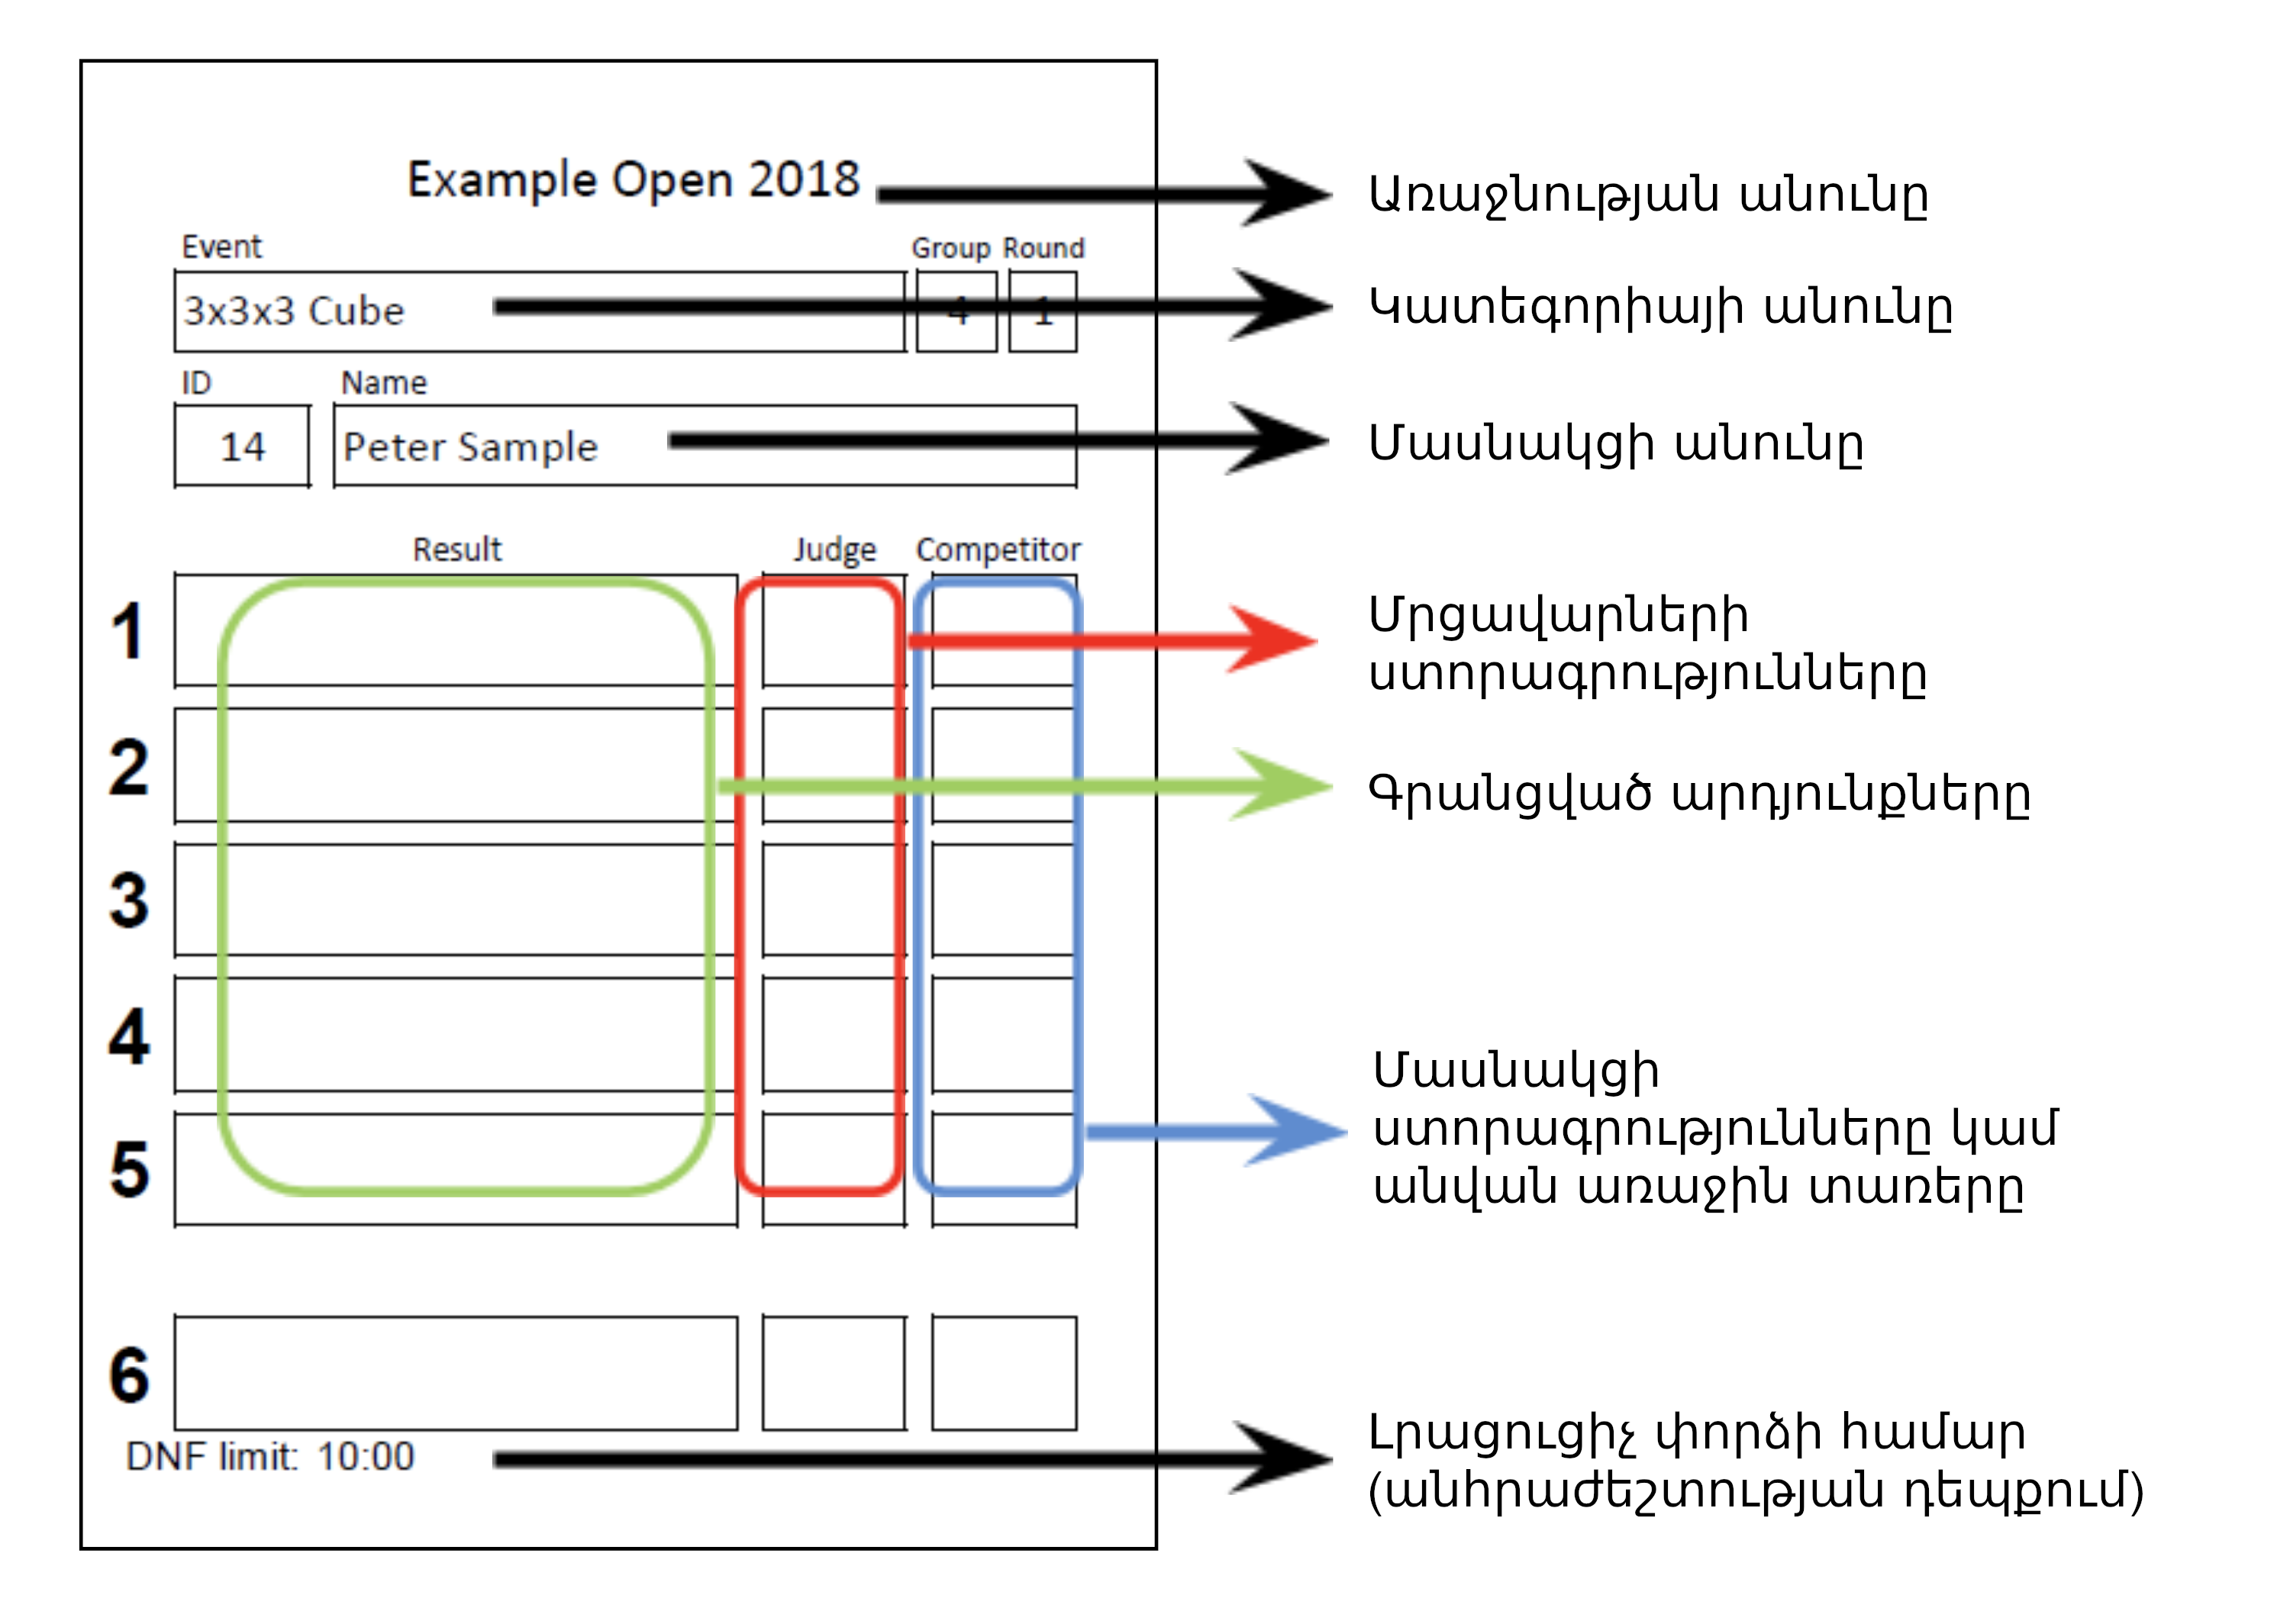 Example Open 2018
Առաջնության անունը
Event
Group
Round
3x3x3 Cube
4
1
Կատեգորիայի անունը
ID
Name
14
Peter Sample
Մասնակցի անունը
Result
Judge
Competitor
1
Մրցավարների
ստորագրությունները
2
Գրանցված արդյունքները
3
4
Մասնակցի
ստորագրությունները կամ
անվան առաջին տառերը
5
6
DNF limit: 10:00
Լրացուցիչ փորձի համար
(անհրաժեշտության դեպքում)